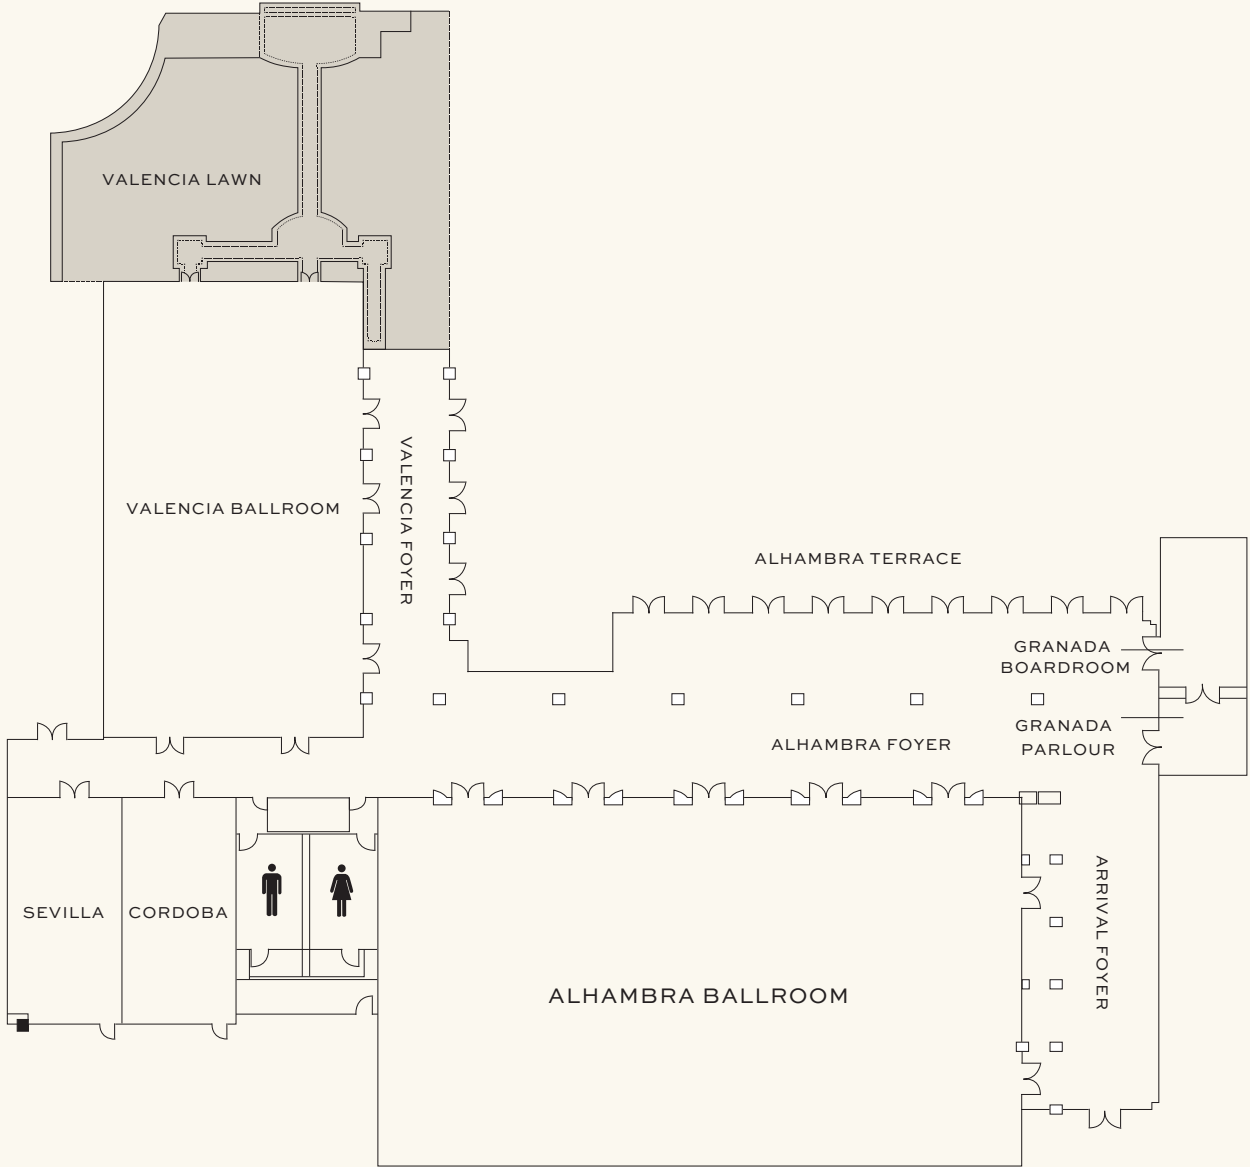 VALENCIA LAWN
VALENCIA BALLROOM
VALENCIA FOYER
ALHAMBRA TERRACE
GRANADA
BOARDROOM
GRANADA
PARLOUR
ALHAMBRA FOYER
SEVILLA
CORDOBA
ARRIVAL FOYER
ALHAMBRA BALLROOM